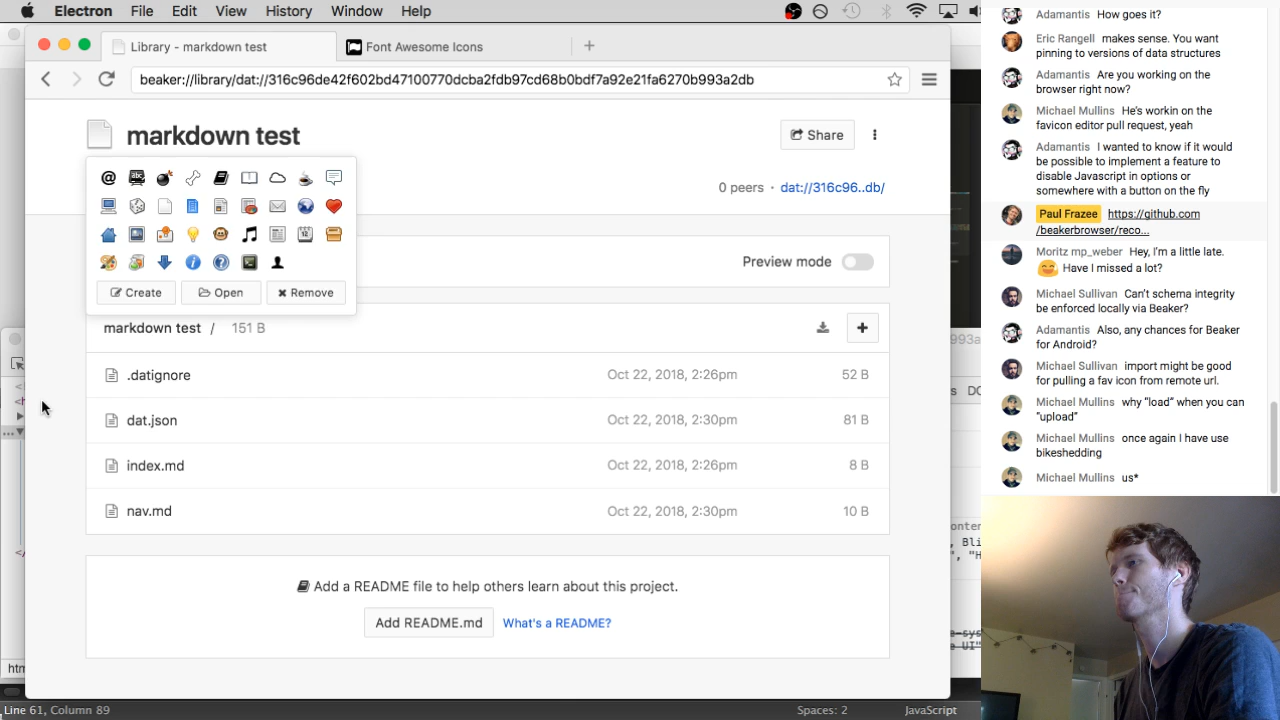 Electron File Edit View History Window Help
Library - markdown test
Font Awesome Icons
markdown test
Share
0 peers · dat://316c96..db/
Preview mode
Create
Open
Remove
markdown test / 151 B
.datignore Oct 22, 2018, 2:26pm 52 B
dat.json Oct 22, 2018, 2:30pm 81 B
index.md Oct 22, 2018, 2:26pm 8 B
nav.md Oct 22, 2018, 2:30pm 10 B
Add a README file to help others learn about this project.
Add README.md What's a README?
Line 61, Column 89
Spaces: 2
JavaScript
Adamantis How goes it?
Eric Rangell makes sense. You want
pinning to versions of data structures
Adamantis Are you working on the
browser right now?
Michael Mullins He's workin on the
favicon editor pull request, yeah
Adamantis I wanted to know if it would
be possible to implement a feature to
disable Javascript in options or
somewhere with a button on the fly
Paul Frazee https://github.com
/beakerbrowser/reco...
Moritz mp_weber Hey, I'm a little late.
Have I missed a lot?
Michael Sullivan Can't schema integrity
be enforced locally via Beaker?
Adamantis Also, any chances for Beaker
for Android?
Michael Sullivan import might be good
for pulling a fav icon from remote url.
Michael Mullins why "load" when you can
"upload"
Michael Mullins once again I have use
bikeshedding
Michael Mullins us*